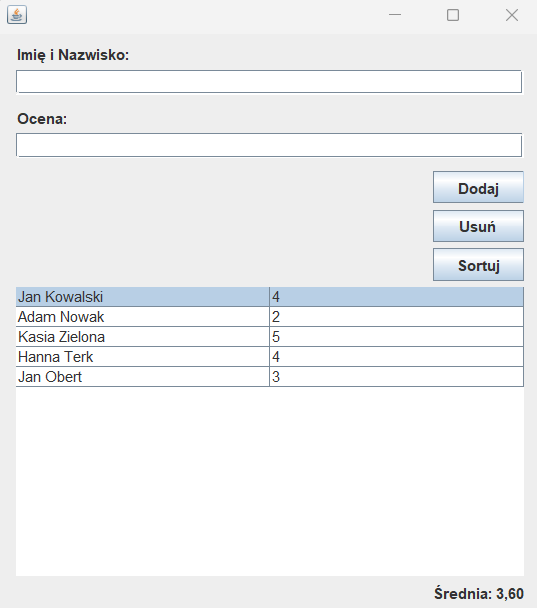 Imię i Nazwisko:
Ocena:
Dodaj
Usuń
Sortuj
Jan Kowalski 4
Adam Nowak 2
Kasia Zielona 5
Hanna Terk 4
Jan Obert 3
Średnia: 3,60